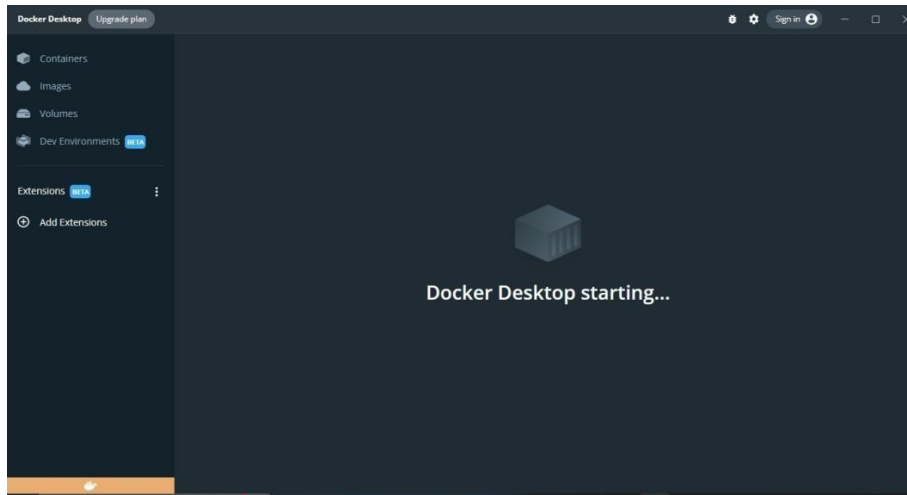 Docker Desktop Upgrade plan Sign in
Containers
Images
Volumes
Dev Environments BETA
Extensions BETA
Add Extensions
Docker Desktop starting...